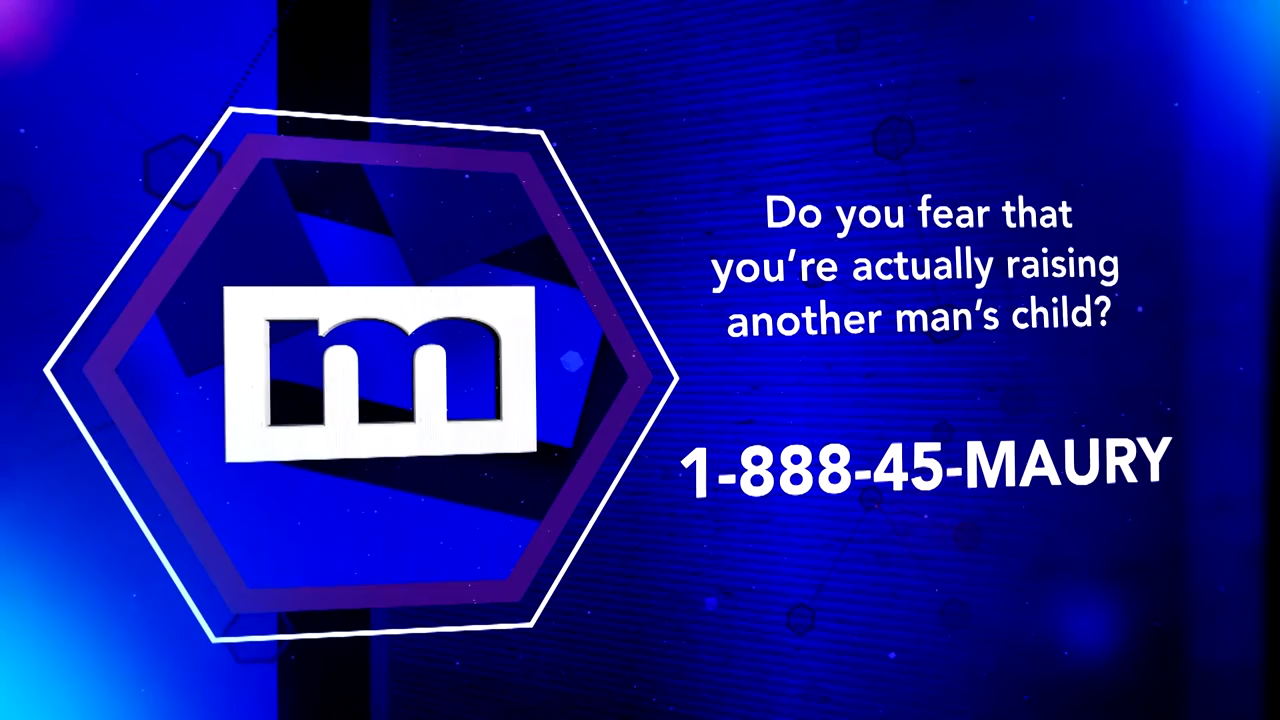 m
Do you fear that
you're actually raising
another man's child?
1-888-45-MAURY